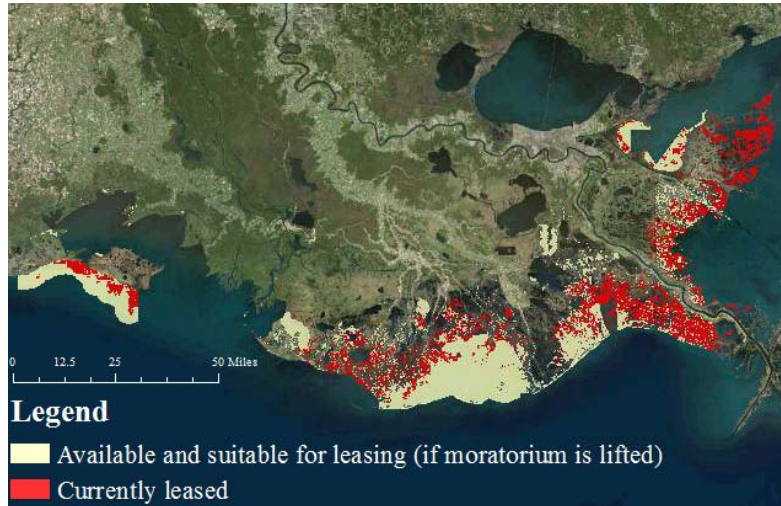 0 12.5 25 50 Miles
Legend
Available and suitable for leasing (if moratorium is lifted)
Currently leased